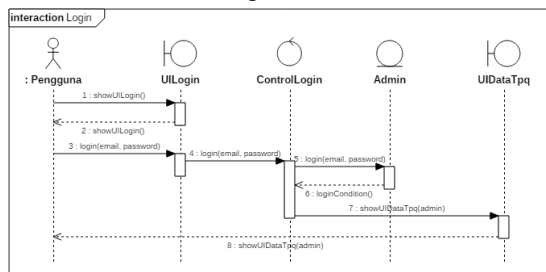 interaction Login
: Pengguna
UILogin
ControlLogin
Admin
UIDataTpq
1 : showUILogin()
2 : showUILogin()
3 : login(email, password)
4 : login(email, password)
5 : login(email, password)
6 : loginCondition()
7 : showUIDataTpq(admin)
8 : showUIDataTpq(admin)